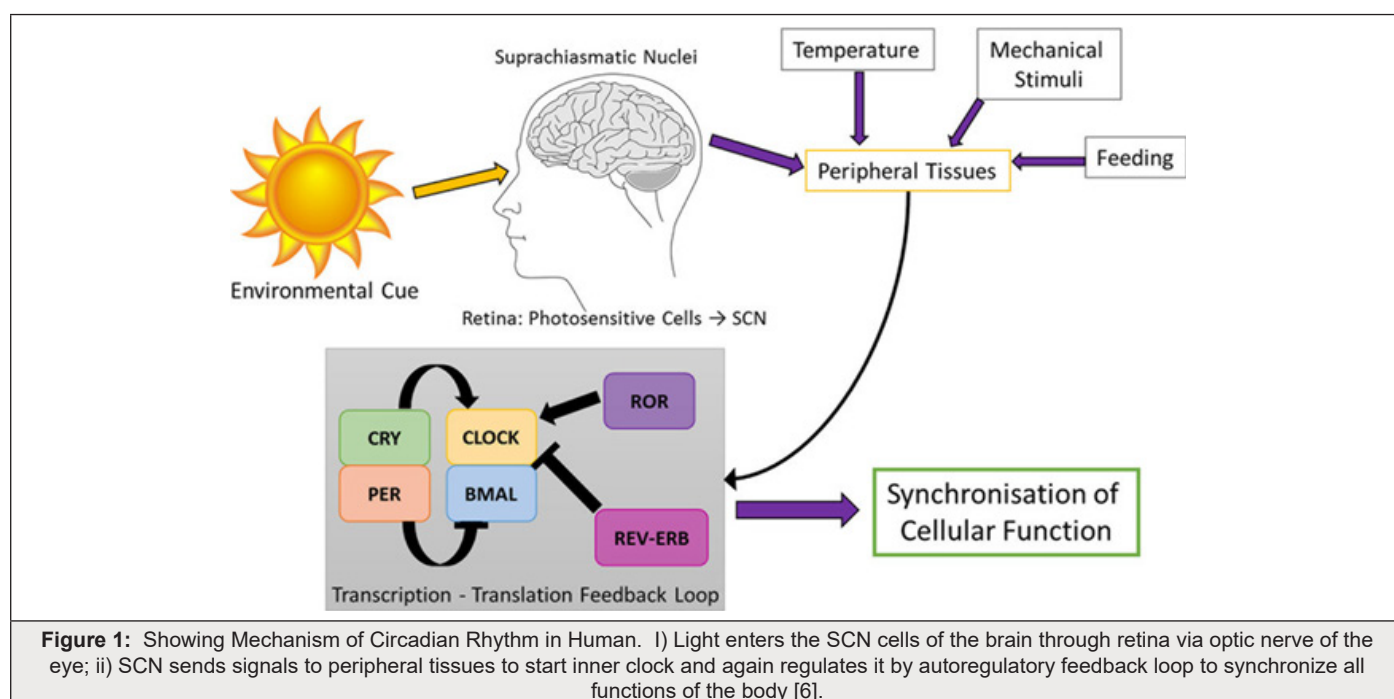 Suprachiasmatic Nuclei
Temperature
Mechanical
Stimuli
Peripheral Tissues
Feeding
Environmental Cue
Retina: Photosensitive Cells → SCN
CRY
CLOCK
ROR
PER
BMAL
REV-ERB
Transcription - Translation Feedback Loop
Synchronisation of
Cellular Function
Figure 1: Showing Mechanism of Circadian Rhythm in Human. I) Light enters the SCN cells of the brain through retina via optic nerve of the
eye; ii) SCN sends signals to peripheral tissues to start inner clock and again regulates it by autoregulatory feedback loop to synchronize all
functions of the body [6].